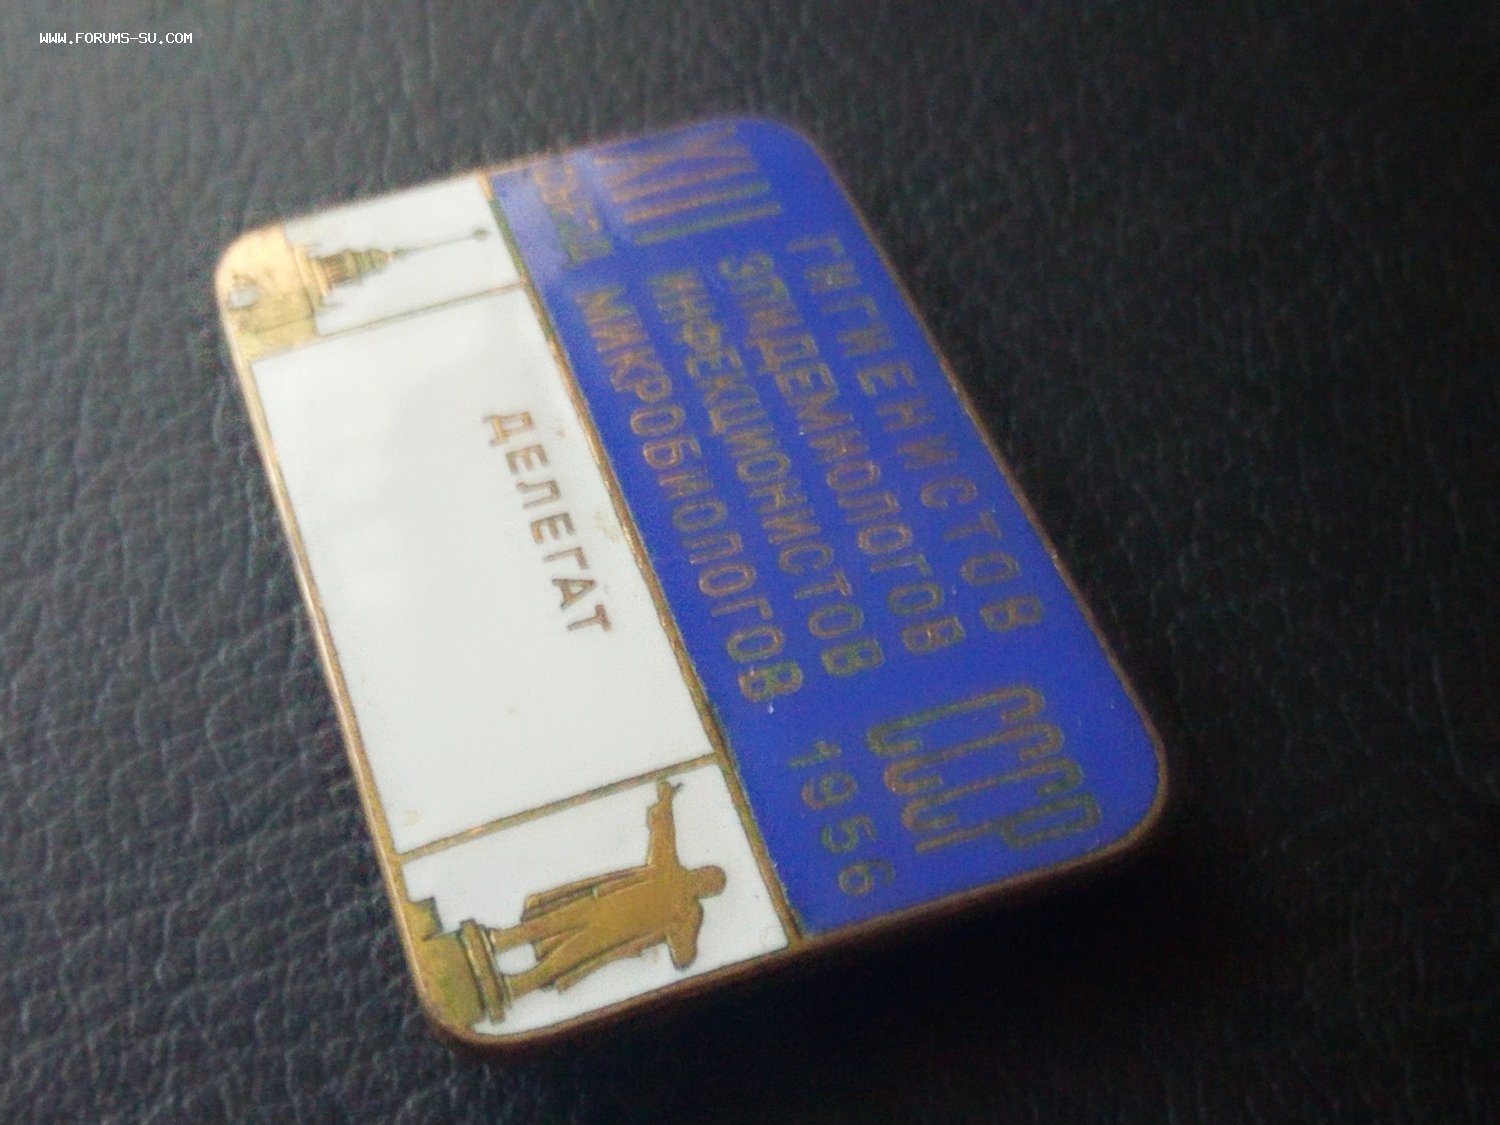 WWW.FORUMS-SU.COM
XIII
СЪЕЗД
ГИГИЕНИСТОВ
ЭПИДЕМИОЛОГОВ
ИНФЕКЦИОНИСТОВ
МИКРОБИОЛОГОВ
СССР
1956
ДЕЛЕГАТ